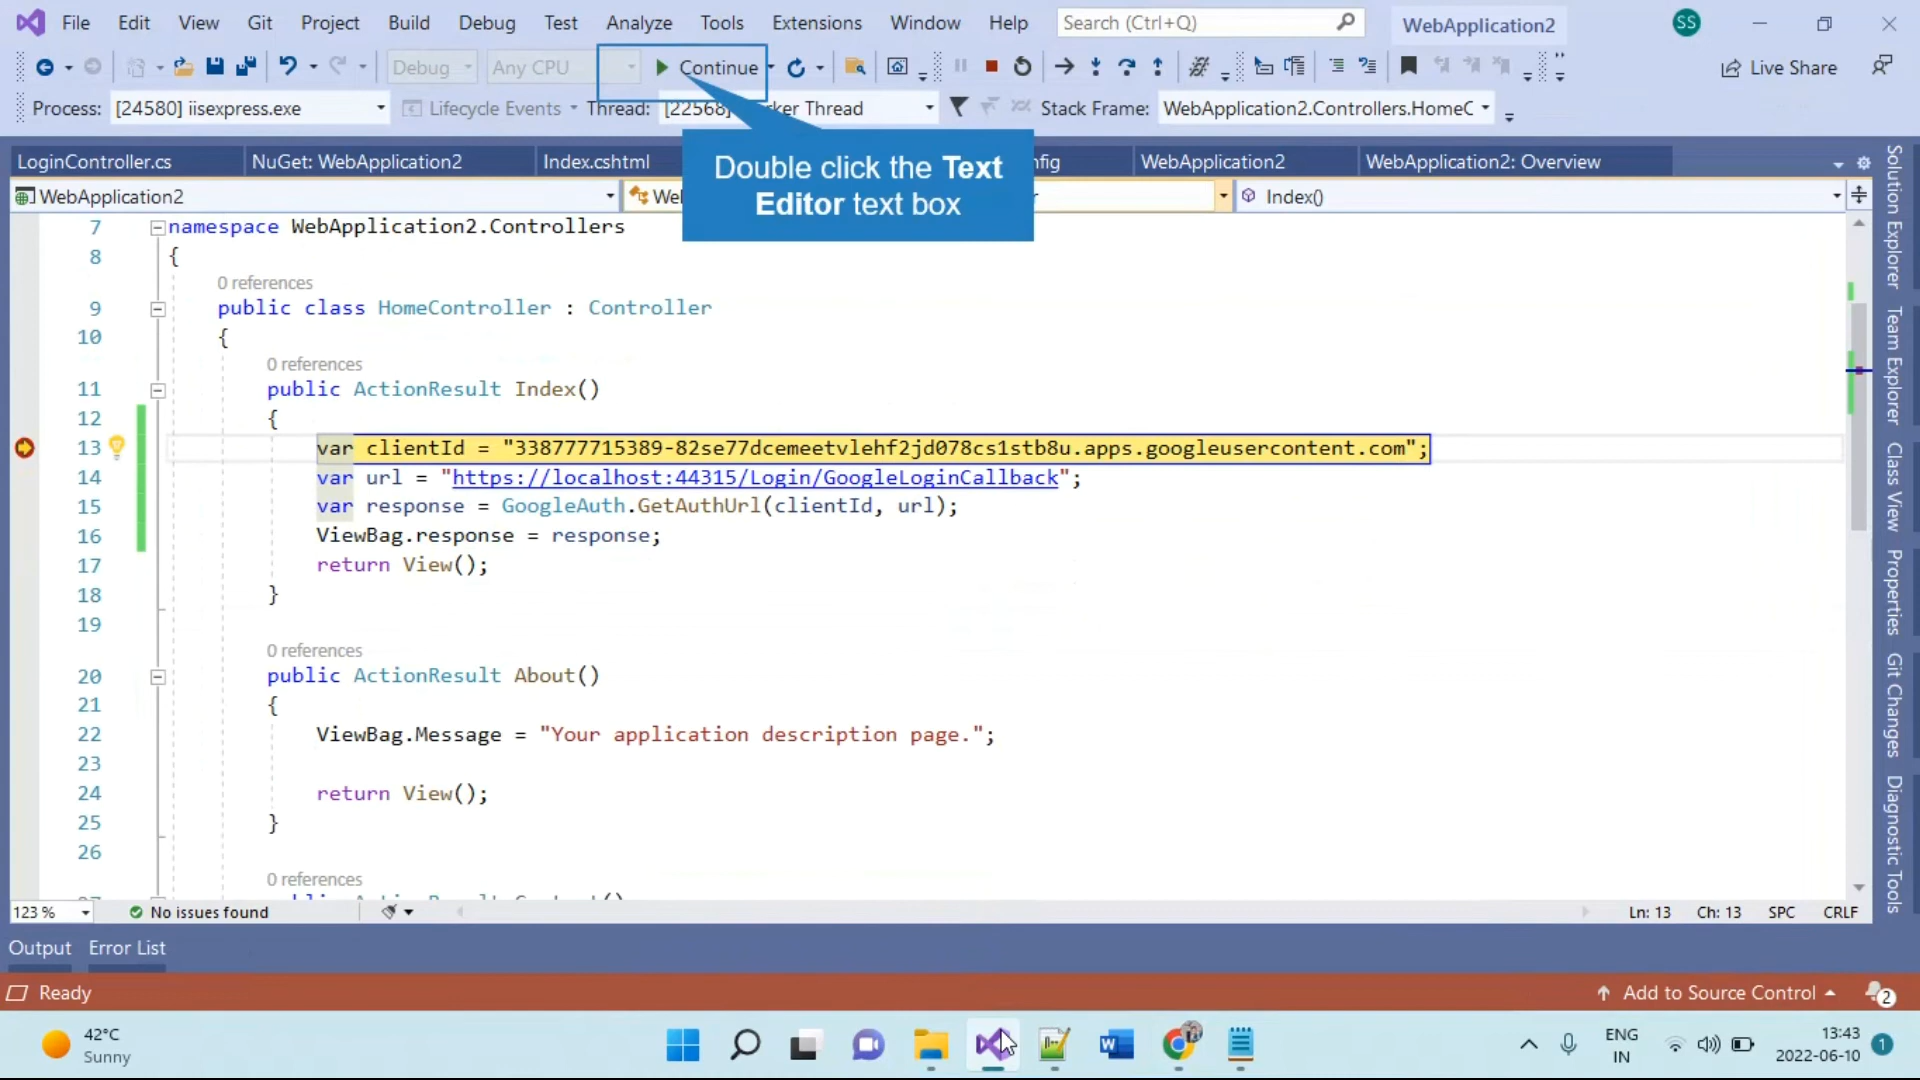 File Edit View Git Project Build Debug Test Analyze Tools Extensions Window Help Search (Ctrl+Q) WebApplication2 SS
Debug Any CPU Continue Live Share
Process: [24580] iisexpress.exe Lifecycle Events Thread: [22568] rker Thread Stack Frame: WebApplication2.Controllers.HomeC
LoginController.cs NuGet: WebApplication2 Index.cshtml nfig WebApplication2 WebApplication2: Overview
Double click the Text
Editor text box
WebApplication2 We Index()
7 namespace WebApplication2.Controllers
8 {
0 references
9 public class HomeController : Controller
10 {
0 references
11 public ActionResult Index()
12 {
13 var clientId = "338777715389-82se77dcemeetvlehf2jd078cs1stb8u.apps.googleusercontent.com";
14 var url = "https://localhost:44315/Login/GoogleLoginCallback";
15 var response = GoogleAuth.GetAuthUrl(clientId, url);
16 ViewBag.response = response;
17 return View();
18 }
19
0 references
20 public ActionResult About()
21 {
22 ViewBag.Message = "Your application description page.";
23
24 return View();
25 }
26
0 references
Solution Explorer
Team Explorer
Class View
Properties
Git Changes
Diagnostic Tools
123 % No issues found Ln: 13 Ch: 13 SPC CRLF
Output Error List
Ready Add to Source Control 2
42°C
Sunny
ENG
IN
13:43
2022-06-10
1